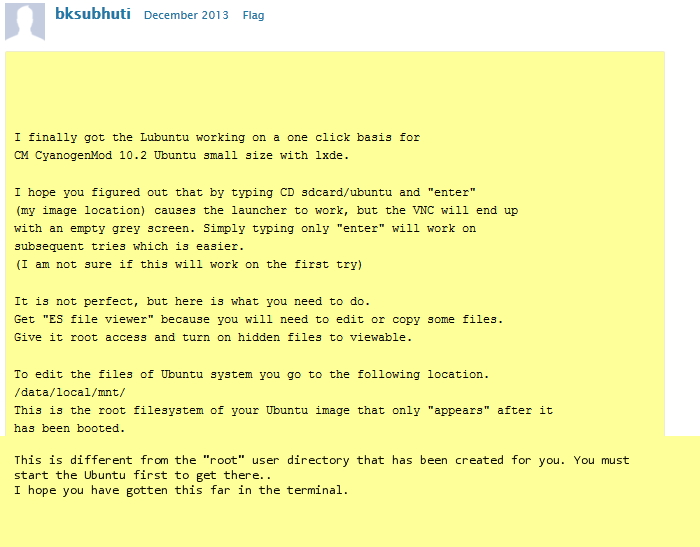 bksubhuti December 2013 Flag
I finally got the Lubuntu working on a one click basis for
CM CyanogenMod 10.2 Ubuntu small size with lxde.
I hope you figured out that by typing CD sdcard/ubuntu and "enter"
(my image location) causes the launcher to work, but the VNC will end up
with an empty grey screen. Simply typing only "enter" will work on
subsequent tries which is easier.
(I am not sure if this will work on the first try)
It is not perfect, but here is what you need to do.
Get "ES file viewer" because you will need to edit or copy some files.
Give it root access and turn on hidden files to viewable.
To edit the files of Ubuntu system you go to the following location.
/data/local/mnt/
This is the root filesystem of your Ubuntu image that only "appears" after it
has been booted.
This is different from the "root" user directory that has been created for you. You must
start the Ubuntu first to get there..
I hope you have gotten this far in the terminal.